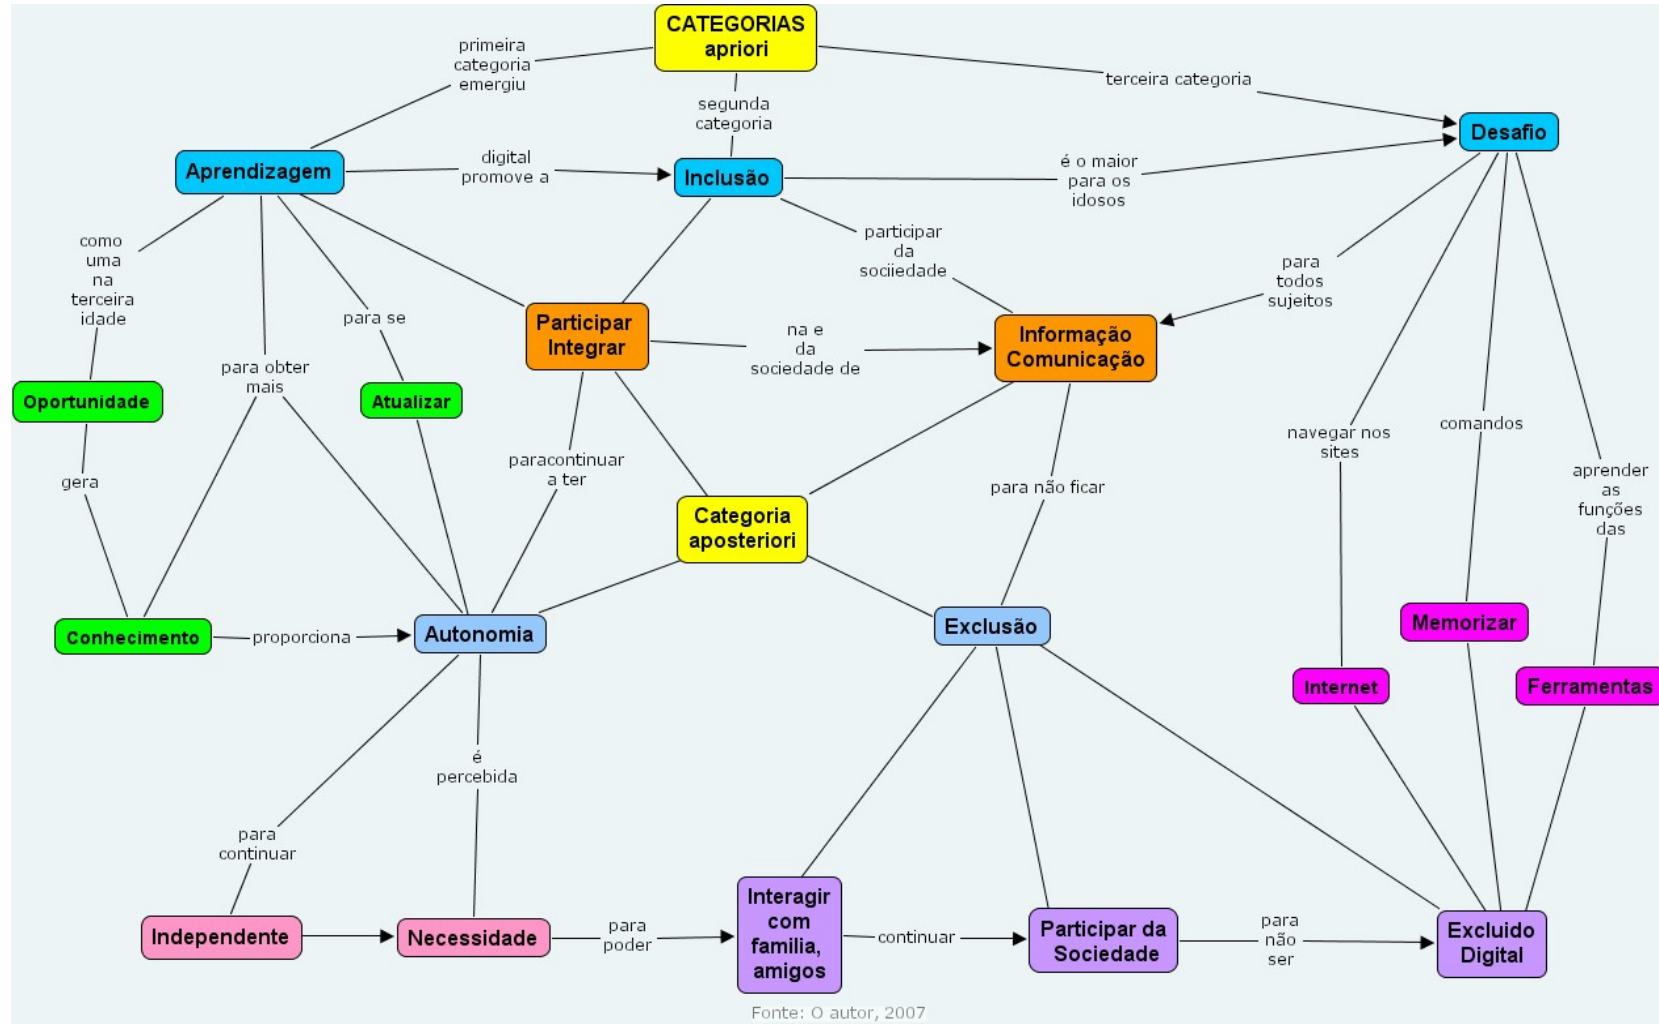 CATEGORIAS
apriori
primeira
categoria
emergiu
segunda
categoria
terceira categoria
Desafio
Aprendizagem
digital
promove a
Inclusão
é o maior
para os
idosos
como
uma
na
terceira
idade
participar
da
sociiedade
para
todos
sujeitos
para se
Participar
Integrar
na e
da
sociedade de
Informação
Comunicação
para obter
mais
Oportunidade
Atualizar
navegar nos
sites
comandos
aprender
as
funções
das
gera
paracontinuar
a ter
para não ficar
Categoria
aposteriori
Conhecimento
proporciona
Autonomia
Exclusão
Memorizar
Internet
Ferramentas
é
percebida
para
continuar
Independente
Necessidade
para
poder
Interagir
com
familia,
amigos
continuar
Participar da
Sociedade
para
não
ser
Excluido
Digital
Fonte: O autor, 2007